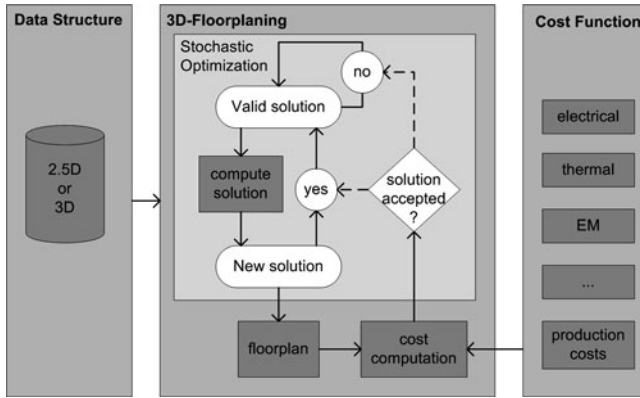 Data Structure
2.5D
or
3D
3D-Floorplaning
Stochastic
Optimization
no
Valid solution
compute
solution
yes
solution
accepted
?
New solution
floorplan
cost
computation
Cost Function
electrical
thermal
EM
...
production
costs